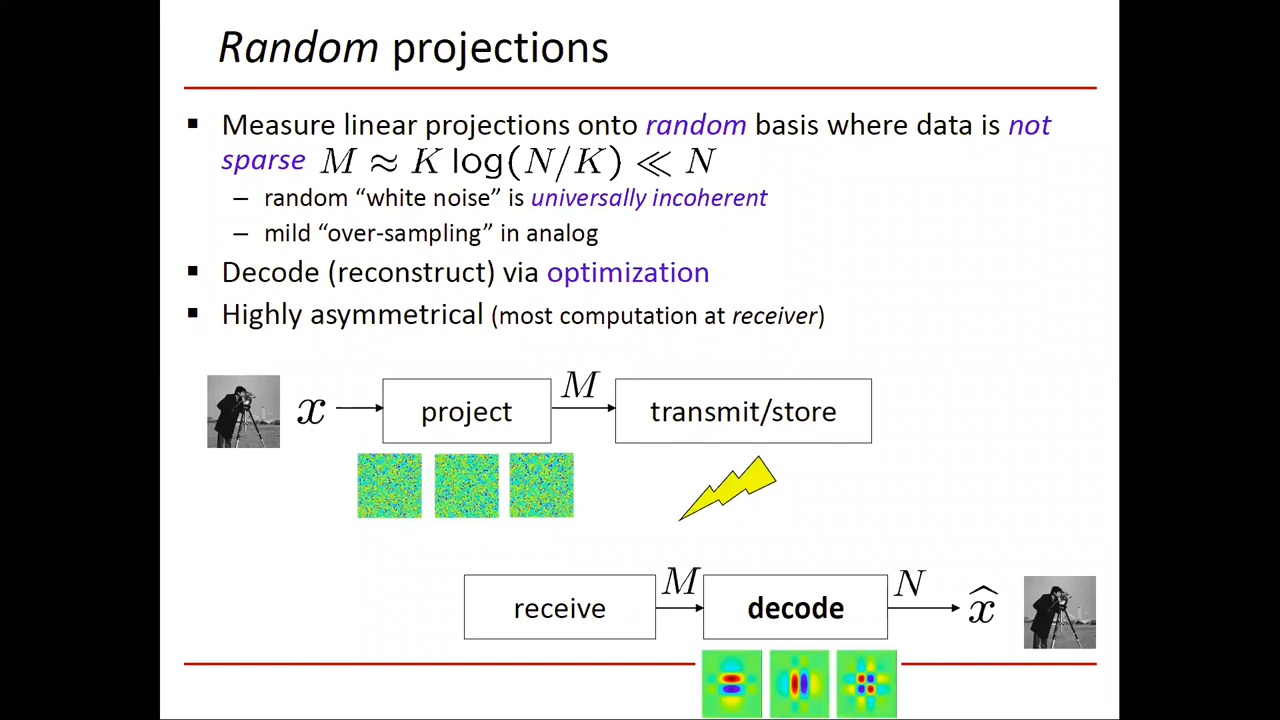 Random projections
▪ Measure linear projections onto random basis where data is not
sparse M ≈ K log(N/K) ≪ N
– random “white noise” is universally incoherent
– mild “over-sampling” in analog
▪ Decode (reconstruct) via optimization
▪ Highly asymmetrical (most computation at receiver)
x project M transmit/store
receive M decode N x̂